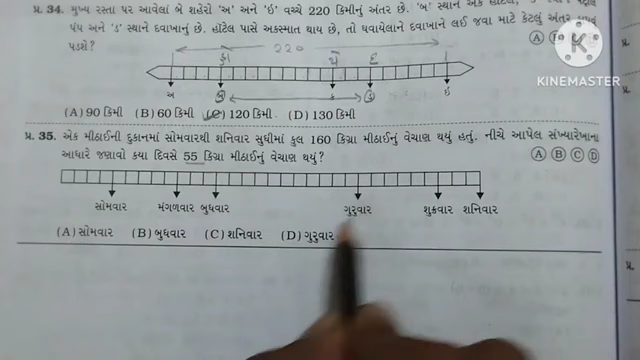 પ્ર. 34. મુખ્ય રસ્તા પર આવેલાં બે શહેરો 'અ' અને 'ઇ' વચ્ચે 220 કિમીનું અંતર છે. 'બ' સ્થાને એક હોટેલ,
પંપ અને 'ડ' સ્થાને દવાખાનું છે. હૉટેલ પાસે અકસ્માત થાય છે, તો ઘવાયેલાને દવાખાને લઈ જવા માટે કેટલું અંતર
પડશે?
A
220
અ
ક
ઇ
(A) 90 કિમી (B) 60 કિમી 120 કિમી (D) 130 કિમી
પ્ર. 35. એક મીઠાઈની દુકાનમાં સોમવારથી શનિવાર સુધીમાં કુલ 160 કિગ્રા મીઠાઈનું વેચાણ થયું હતું. નીચે આપેલ સંખ્યારેખાના
આધારે જણાવો કયા દિવસે 55 કિગ્રા મીઠાઈનું વેચાણ થયું?
A B C D
સોમવાર મંગળવાર બુધવાર ગુરુવાર શુક્રવાર શનિવાર
(A) સોમવાર (B) બુધવાર (C) શનિવાર (D) ગુરુવાર
KINEMASTER